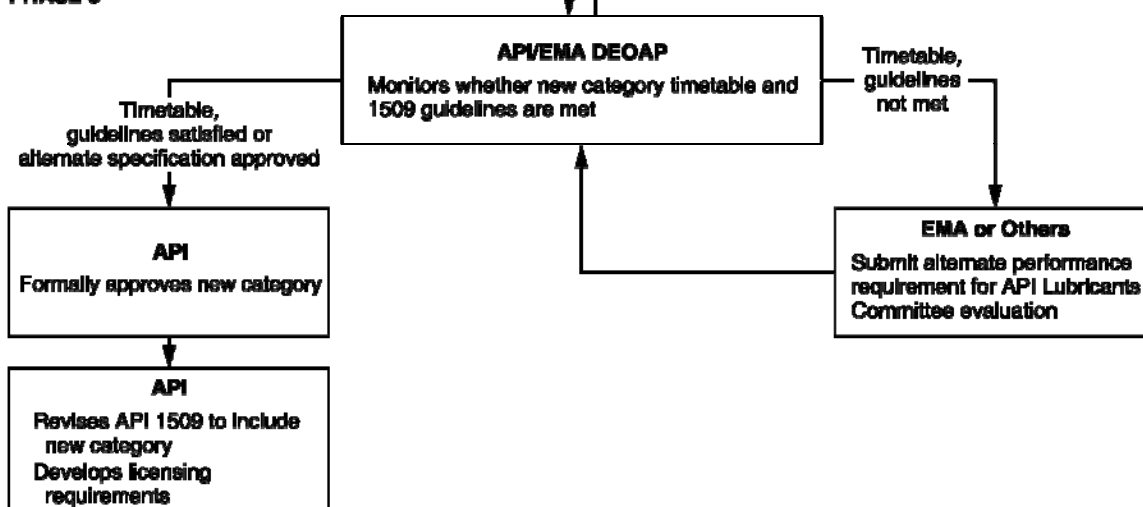 API/EMA DEOAP
Monitors whether new category timetable and
1509 guidelines are met
Timetable,
guidelines
not met
Timetable,
guidelines satisfied or
alternate specification approved
API
Formally approves new category
EMA or Others
Submit alternate performance
requirement for API Lubricants
Committee evaluation
API
Revises API 1509 to include
new category
Develops licensing
requirements